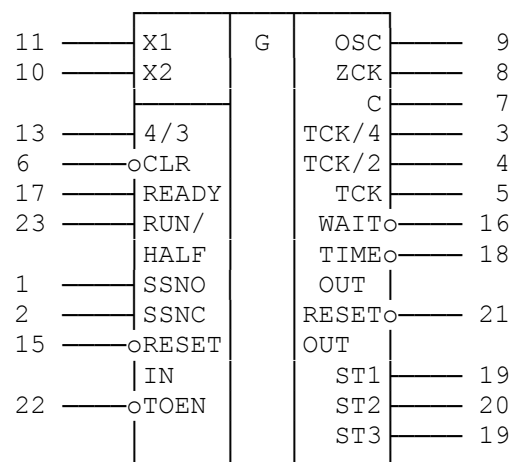 11 X1 G OSC 9
10 X2 ZCK 8
C 7
13 4/3 TCK/4 3
6 CLR TCK/2 4
17 READY TCK 5
23 RUN/ WAIT 16
HALF TIME 18
1 SSNO OUT
2 SSNC RESET 21
15 RESET OUT
IN ST1 19
22 TOEN ST2 20
ST3 19